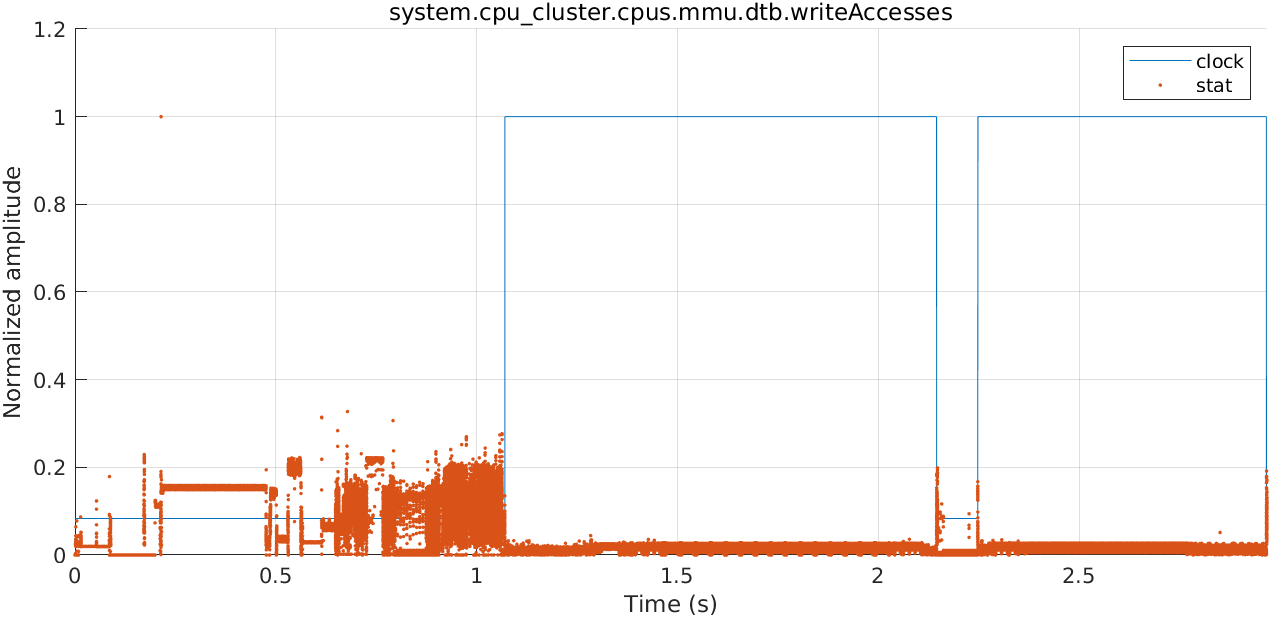 system.cpu_cluster.cpus.mmu.dtb.writeAccesses
Normalized amplitude
1.2
1
0.8
0.6
0.4
0.2
0
clock
stat
0 0.5 1 1.5 2 2.5
Time (s)